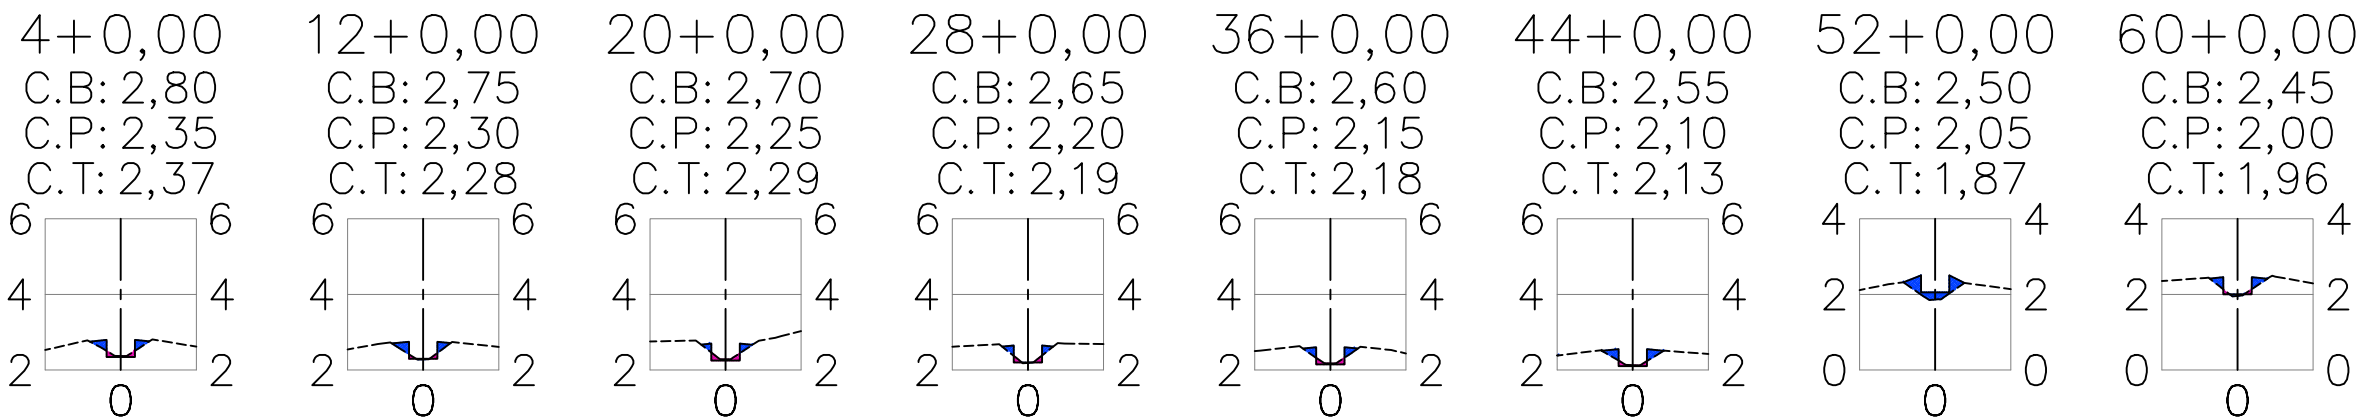 4+0,00 12+0,00 20+0,00 28+0,00 36+0,00 44+0,00 52+0,00 60+0,00
C.B: 2,80 C.B: 2,75 C.B: 2,70 C.B: 2,65 C.B: 2,60 C.B: 2,55 C.B: 2,50 C.B: 2,45
C.P: 2,35 C.P: 2,30 C.P: 2,25 C.P: 2,20 C.P: 2,15 C.P: 2,10 C.P: 2,05 C.P: 2,00
C.T: 2,37 C.T: 2,28 C.T: 2,29 C.T: 2,19 C.T: 2,18 C.T: 2,13 C.T: 1,87 C.T: 1,96
6 6 6 6 6 6 6 6 6 6 6 6 4 4 4 4
4 4 4 4 4 4 4 4 4 4 4 4 2 2 2 2
2 2 2 2 2 2 2 2 2 2 2 2 0 0 0 0
0 0 0 0 0 0 0 0